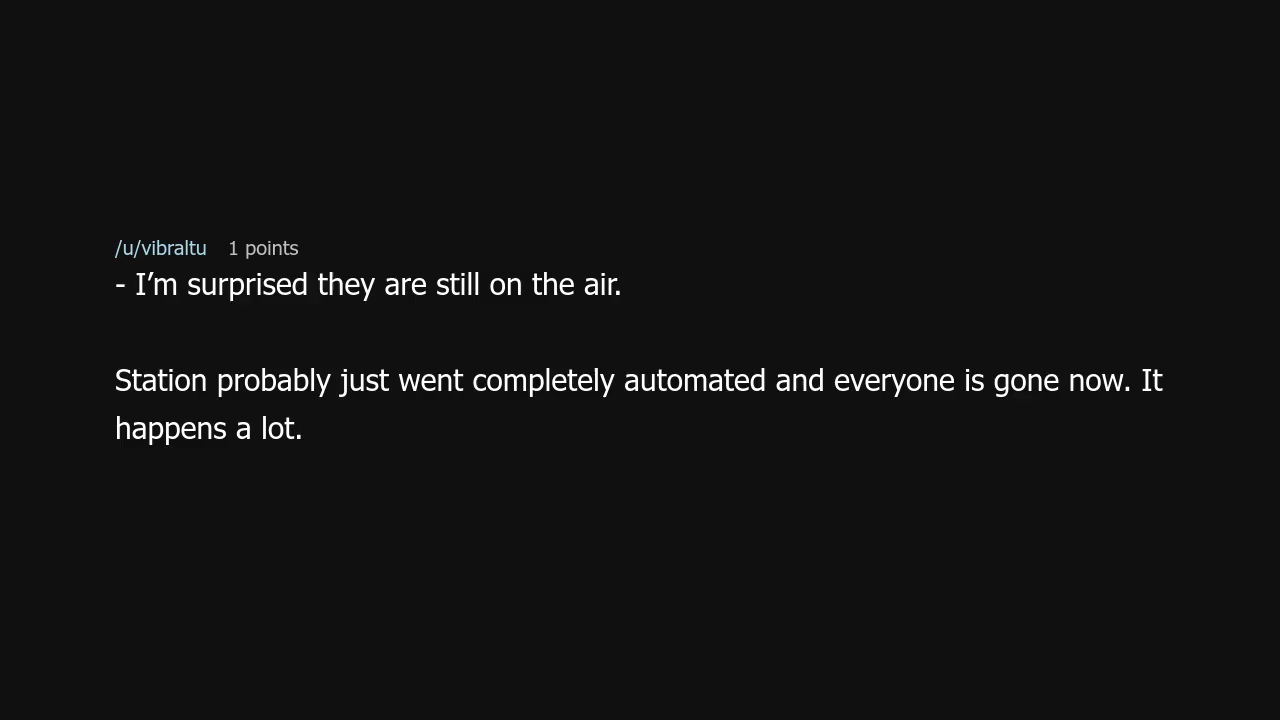 /u/vibraltu 1 points
- I’m surprised they are still on the air.
Station probably just went completely automated and everyone is gone now. It
happens a lot.